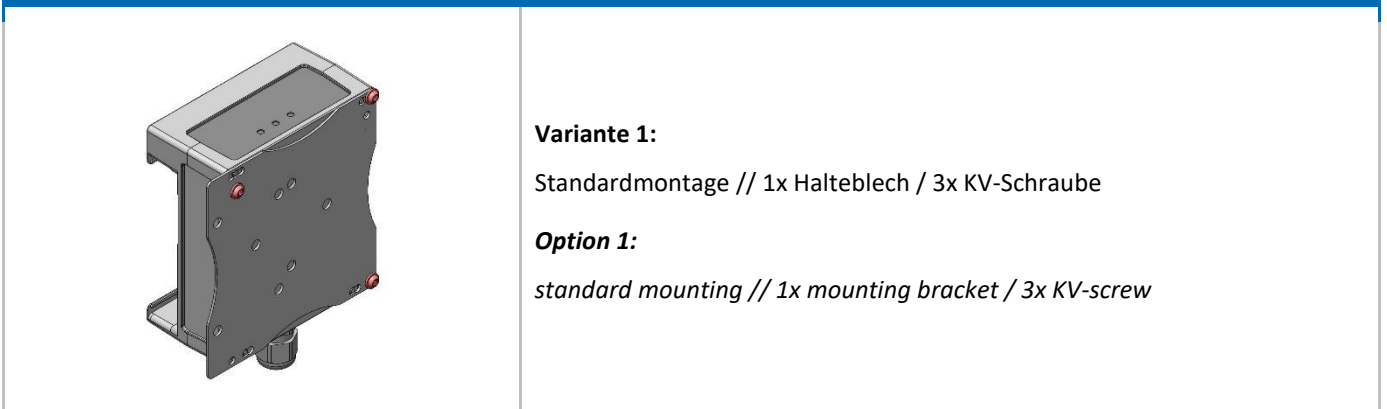 Variante 1:
Standardmontage // 1x Halteblech / 3x KV-Schraube
Option 1:
standard mounting // 1x mounting bracket / 3x KV-screw